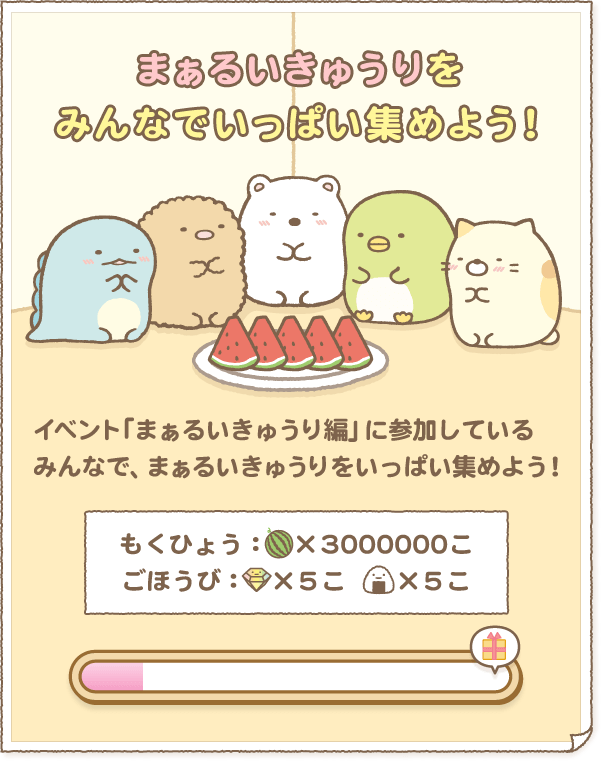 まぁるいきゅうりを
みんなでいっぱい集めよう!
イベント「まぁるいきゅうり編」に参加している
みんなで、まぁるいきゅうりをいっぱい集めよう!
もくひょう:×3000000こ
ごほうび:×5こ ×5こ